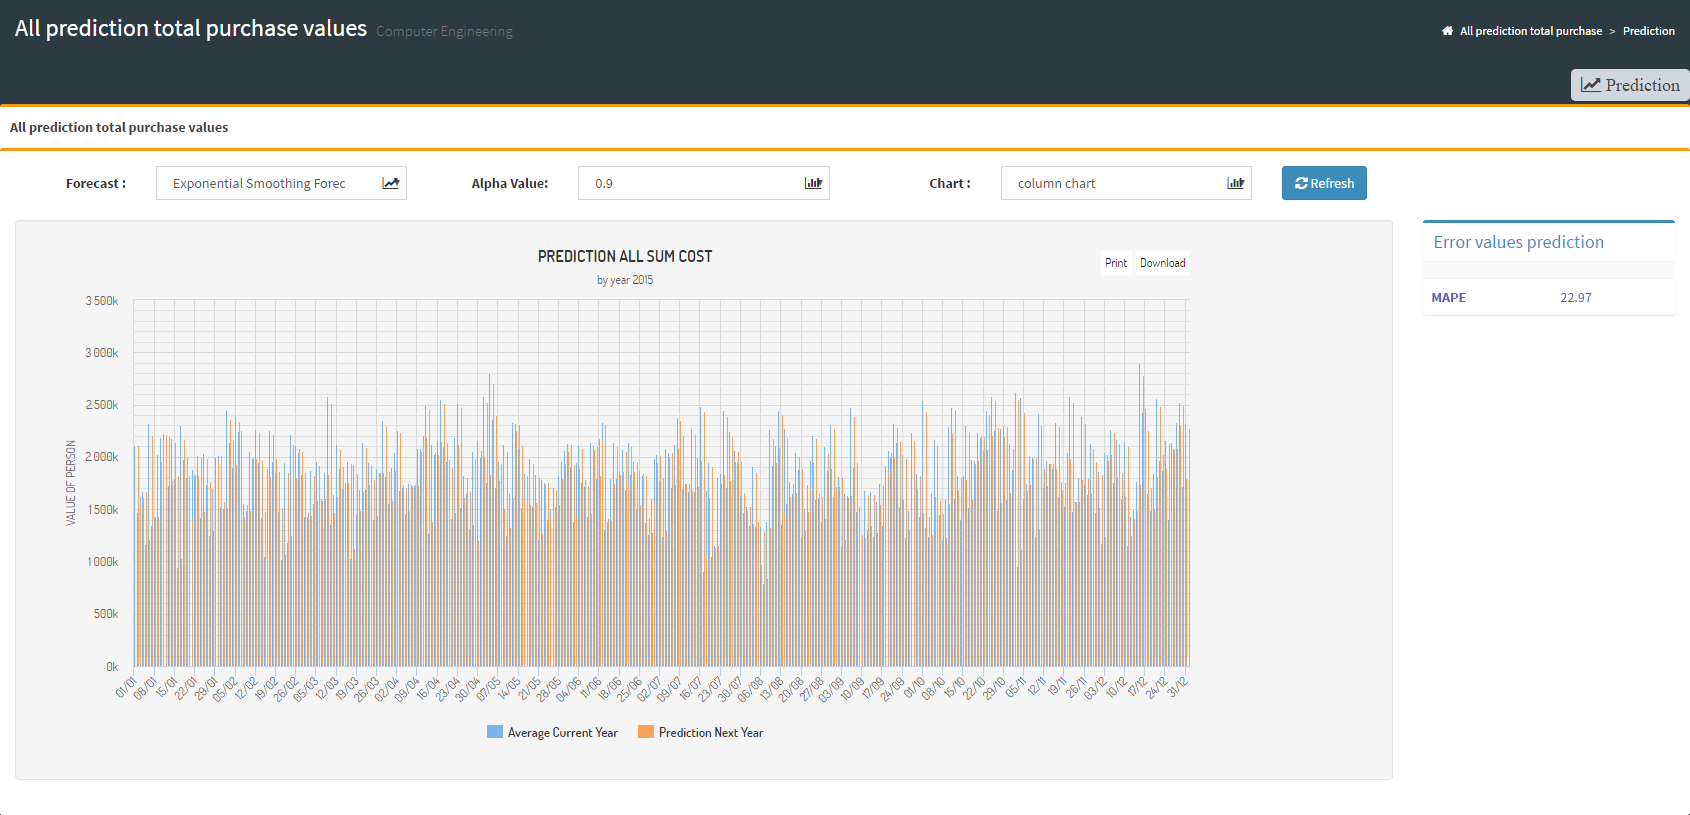 All prediction total purchase values Computer Engineering
All prediction total purchase > Prediction
Prediction
All prediction total purchase values
Forecast : Exponential Smoothing Forec Alpha Value: 0.9 Chart : column chart Refresh
PREDICTION ALL SUM COST
by year 2015
Print Download
Error values prediction
MAPE 22.97
VALUE OF PERSON
3 500k
3 000k
2 500k
2 000k
1 500k
1 000k
500k
0k
01/01 08/01 15/01 22/01 29/01 05/02 12/02 19/02 26/02 05/03 12/03 19/03 26/03 02/04 09/04 16/04 23/04 30/04 07/05 14/05 21/05 28/05 04/06 11/06 18/06 25/06 02/07 09/07 16/07 23/07 30/07 06/08 13/08 20/08 27/08 03/09 10/09 17/09 24/09 01/10 08/10 15/10 22/10 29/10 05/11 12/11 19/11 26/11 03/12 10/12 17/12 24/12 31/12
Average Current Year Prediction Next Year